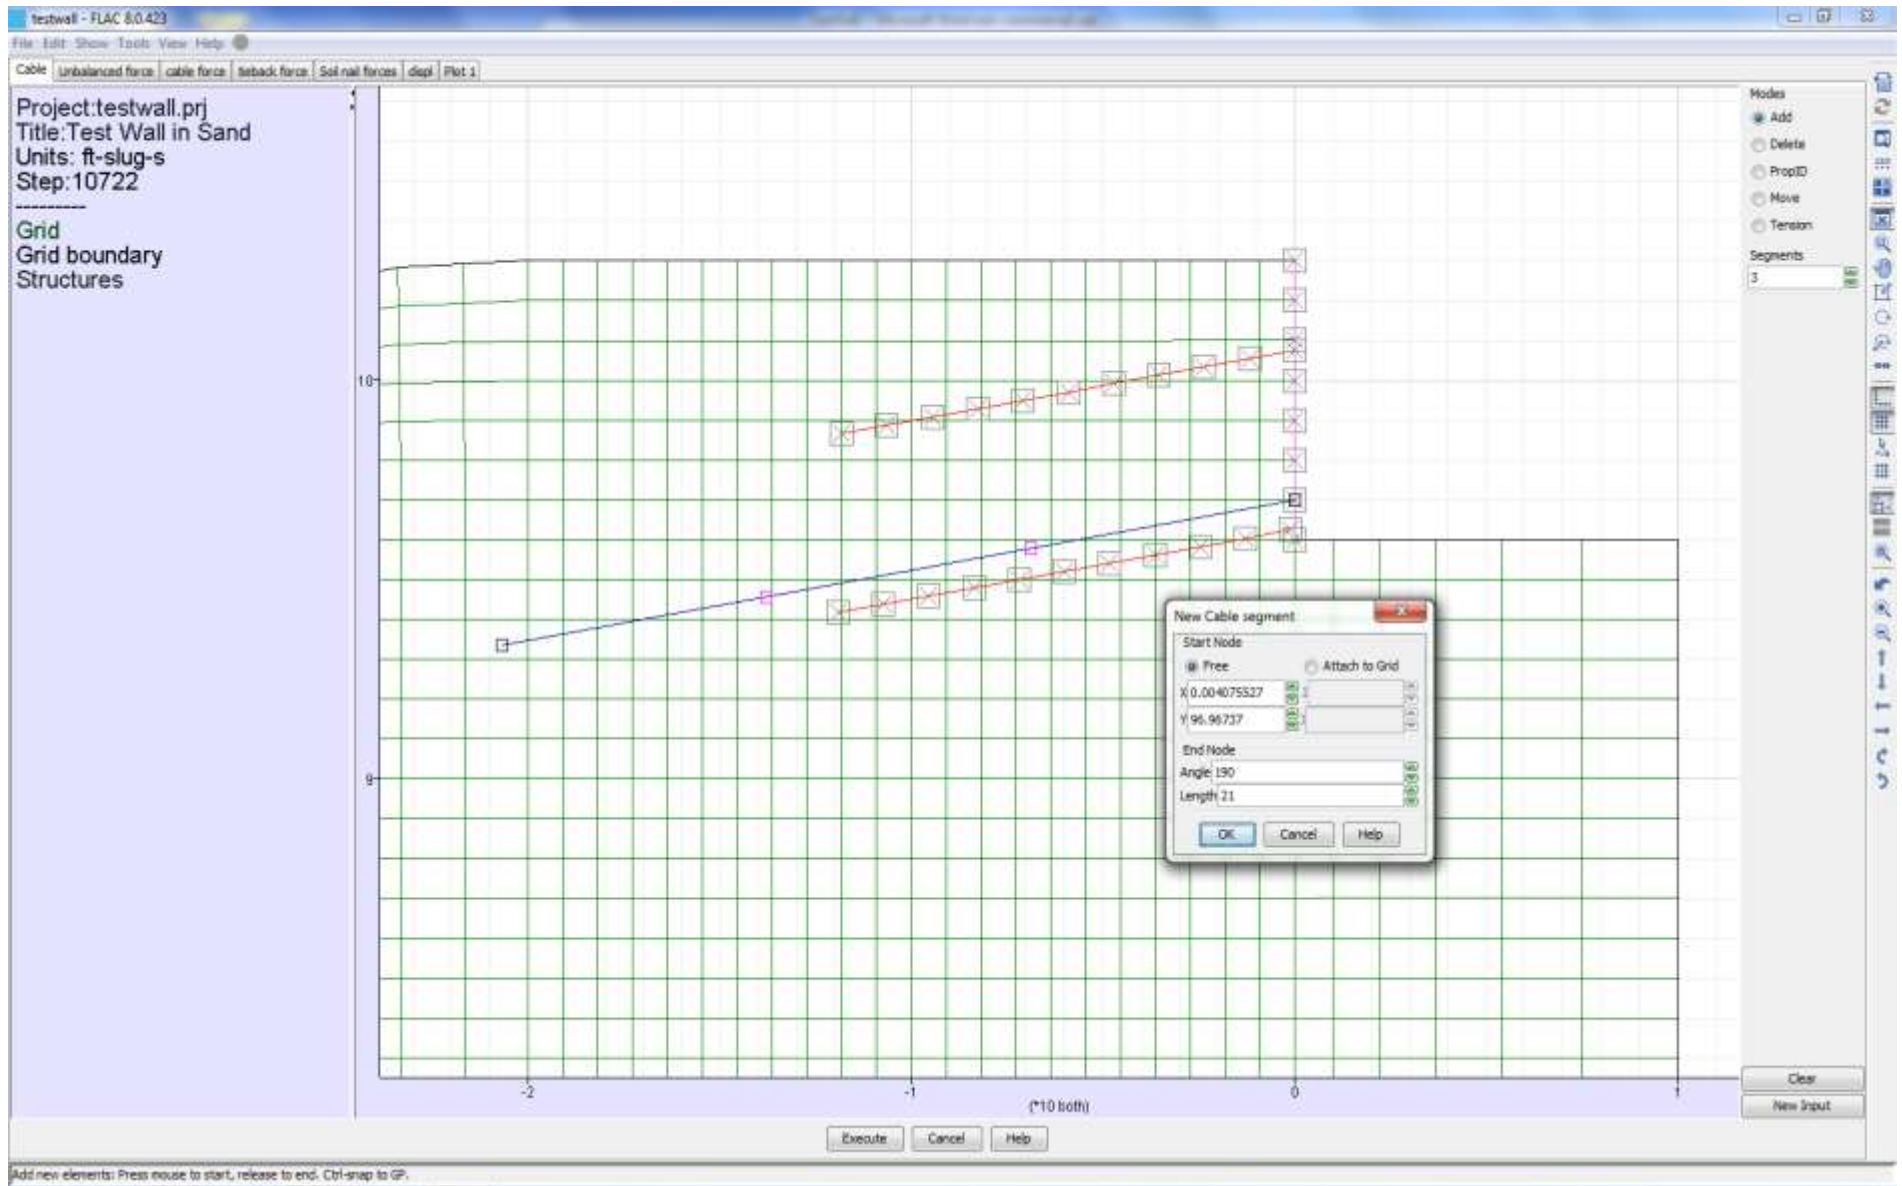 testwall - FLAC 8.0.423
File Edit Show Tools View Help
Cable Unbalanced force cable force tieback force Soil nail forces displ Plot 1
Project:testwall.prj
Title:Test Wall in Sand
Units: ft-slug-s
Step:10722
----------
Grid
Grid boundary
Structures
10
9
-2 -1 0 1
(*10 both)
New Cable segment
Start Node
Free Attach to Grid
X 0.004075527
Y 96.96737
End Node
Angle 190
Length 21
OK Cancel Help
Modes
Add
Delete
PropID
Move
Tension
Segments
3
Clear
New Input
Execute Cancel Help
Add new elements: Press mouse to start, release to end. Ctrl-snap to GP.